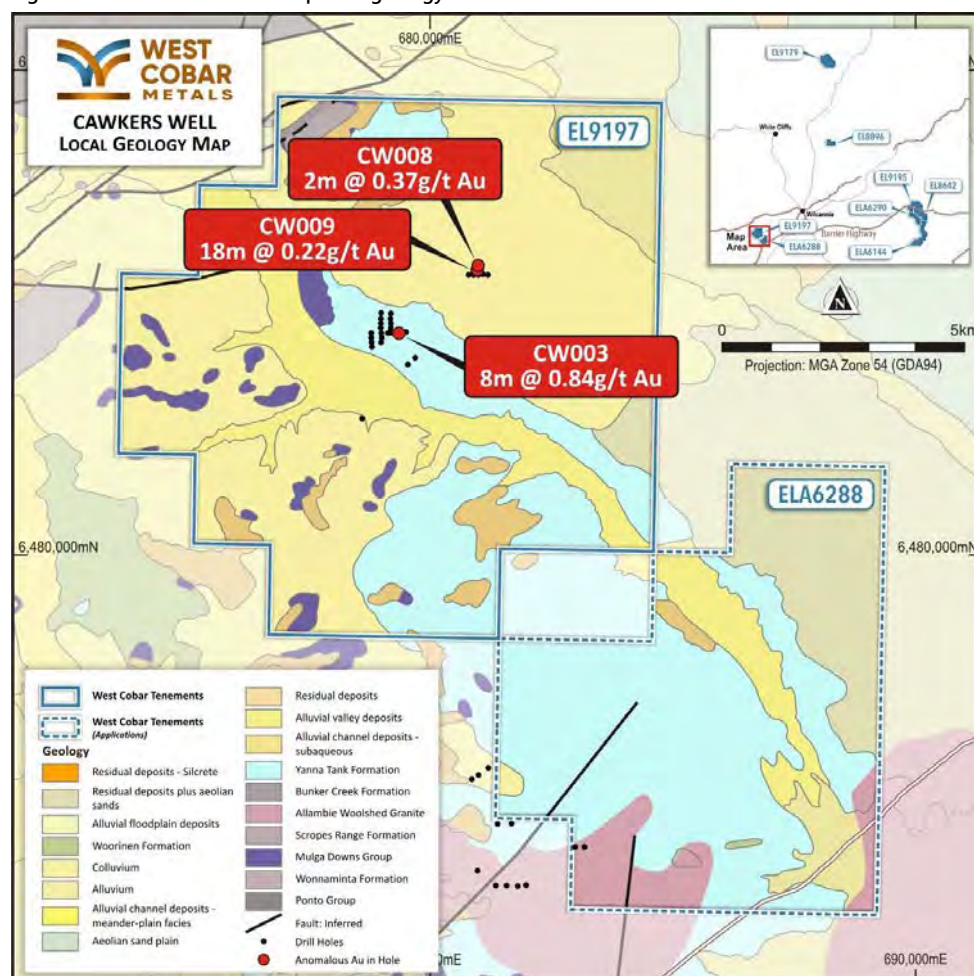 WEST
COBAR
METALS
CAWKERS WELL
LOCAL GEOLOGY MAP
680,000mE
EL9197
CW008
2m @ 0.37g/t Au
CW009
18m @ 0.22g/t Au
CW003
8m @ 0.84g/t Au
EL9179
White Cliffs
EL8896
EL9195
EL8642
ELA6290
Wilcannia
Map
Area
EL9197
Barrier Highway
ELA6288
ELA6144
N
0
5km
Projection: MGA Zone 54 (GDA94)
ELA6288
6,480,000mN
6,480,000mN
West Cobar Tenements
West Cobar Tenements
(Applications)
Geology
Residual deposits - Silcrete
Residual deposits plus aeolian
sands
Alluvial floodplain deposits
Woorinen Formation
Colluvium
Alluvium
Alluvial channel deposits -
meander-plain facies
Aeolian sand plain
Residual deposits
Alluvial valley deposits
Alluvial channel deposits -
subaqueous
Yanna Tank Formation
Bunker Creek Formation
Allambie Woolshed Granite
Scropes Range Formation
Mulga Downs Group
Wonnaminta Formation
Ponto Group
Fault: Inferred
Drill Holes
Anomalous Au in Hole
690,000mE